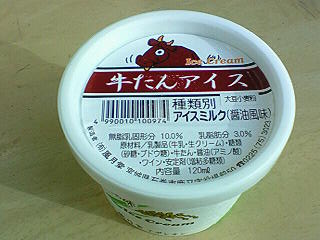 Ice Cream
牛たんアイス
大豆小麦粉
種類別
アイスミルク(醤油風味)
990010100974
無脂乳固形分 10.0% 乳脂肪分 3.0%
原材料/乳製品(牛乳・生クリーム)・糖類
(砂糖・ブドウ糖)・牛たん・醤油(アミノ酸)
・ワイン・安定剤(増粘多糖類)
内容量 120mℓ